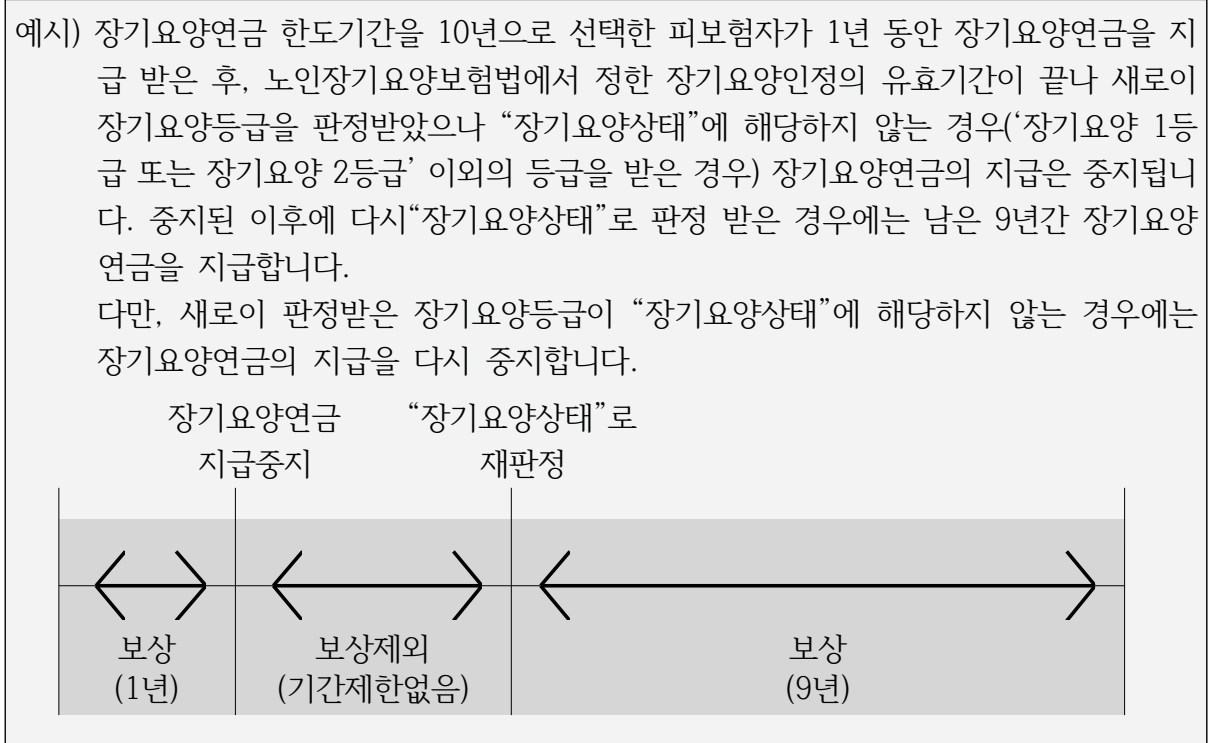 예시) 장기요양연금 한도기간을 10년으로 선택한 피보험자가 1년 동안 장기요양연금을 지
급 받은 후, 노인장기요양보험법에서 정한 장기요양인정의 유효기간이 끝나 새로이
장기요양등급을 판정받았으나 “장기요양상태”에 해당하지 않는 경우(‘장기요양 1등
급 또는 장기요양 2등급’ 이외의 등급을 받은 경우) 장기요양연금의 지급은 중지됩니
다. 중지된 이후에 다시“장기요양상태”로 판정 받은 경우에는 남은 9년간 장기요양
연금을 지급합니다.
다만, 새로이 판정받은 장기요양등급이 “장기요양상태”에 해당하지 않는 경우에는
장기요양연금의 지급을 다시 중지합니다.
장기요양연금 “장기요양상태”로
지급중지 재판정
보상 보상제외 보상
(1년) (기간제한없음) (9년)